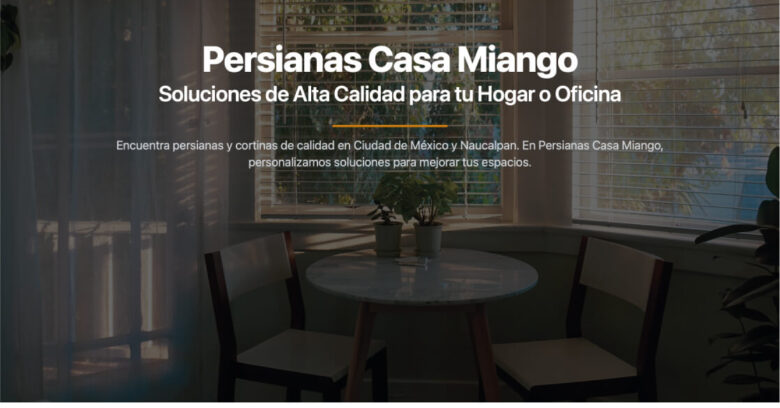 Persianas Casa Miango
Soluciones de Alta Calidad para tu Hogar o Oficina
Encuentra persianas y cortinas de calidad en Ciudad de México y Naucalpan. En Persianas Casa Miango,
personalizamos soluciones para mejorar tus espacios.